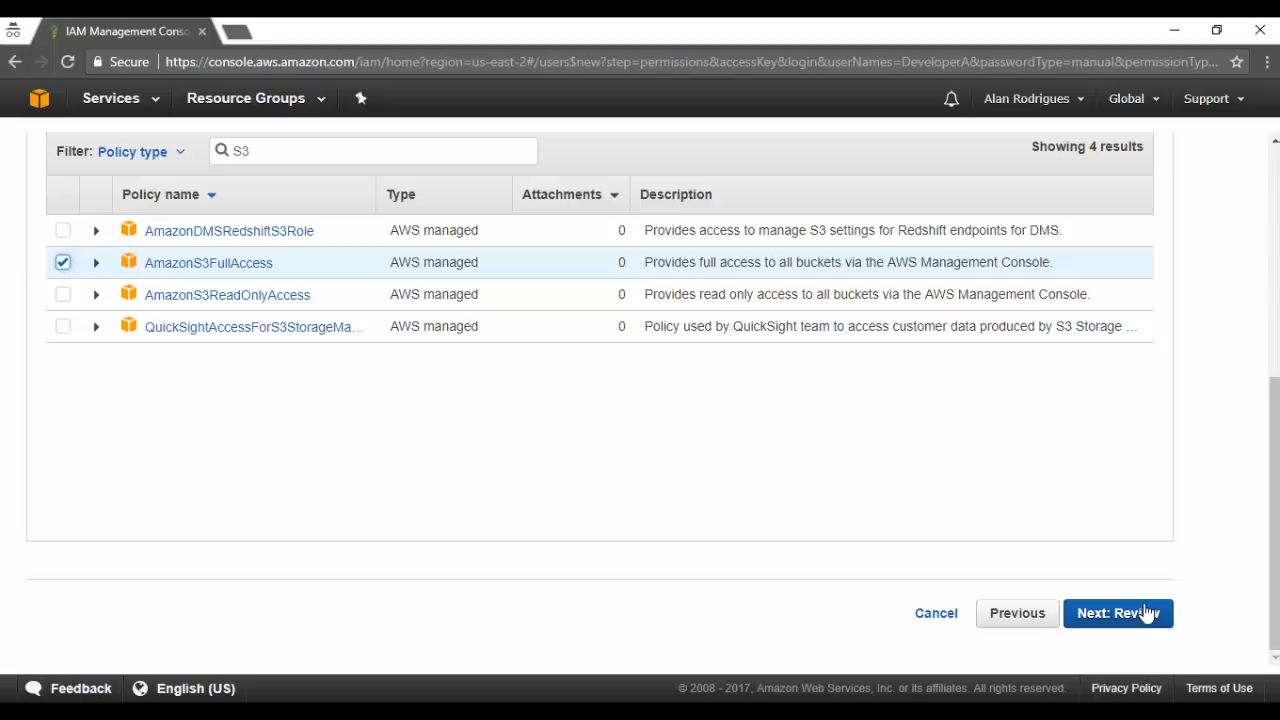 IAM Management Conso
Secure
https://console.aws.amazon.com/iam/home?region=us-east-2#/users$new?step=permissions&accessKey&login&userNames=DeveloperA&passwordType=manual&permissionTyp...
Services Resource Groups Alan Rodrigues Global Support
Filter: Policy type S3 Showing 4 results
Policy name Type Attachments Description
AmazonDMSRedshiftS3Role AWS managed 0 Provides access to manage S3 settings for Redshift endpoints for DMS.
AmazonS3FullAccess AWS managed 0 Provides full access to all buckets via the AWS Management Console.
AmazonS3ReadOnlyAccess AWS managed 0 Provides read only access to all buckets via the AWS Management Console.
QuickSightAccessForS3StorageMa... AWS managed 0 Policy used by QuickSight team to access customer data produced by S3 Storage ...
Cancel Previous Next: Review
Feedback English (US) © 2008 - 2017, Amazon Web Services, Inc. or its affiliates. All rights reserved. Privacy Policy Terms of Use